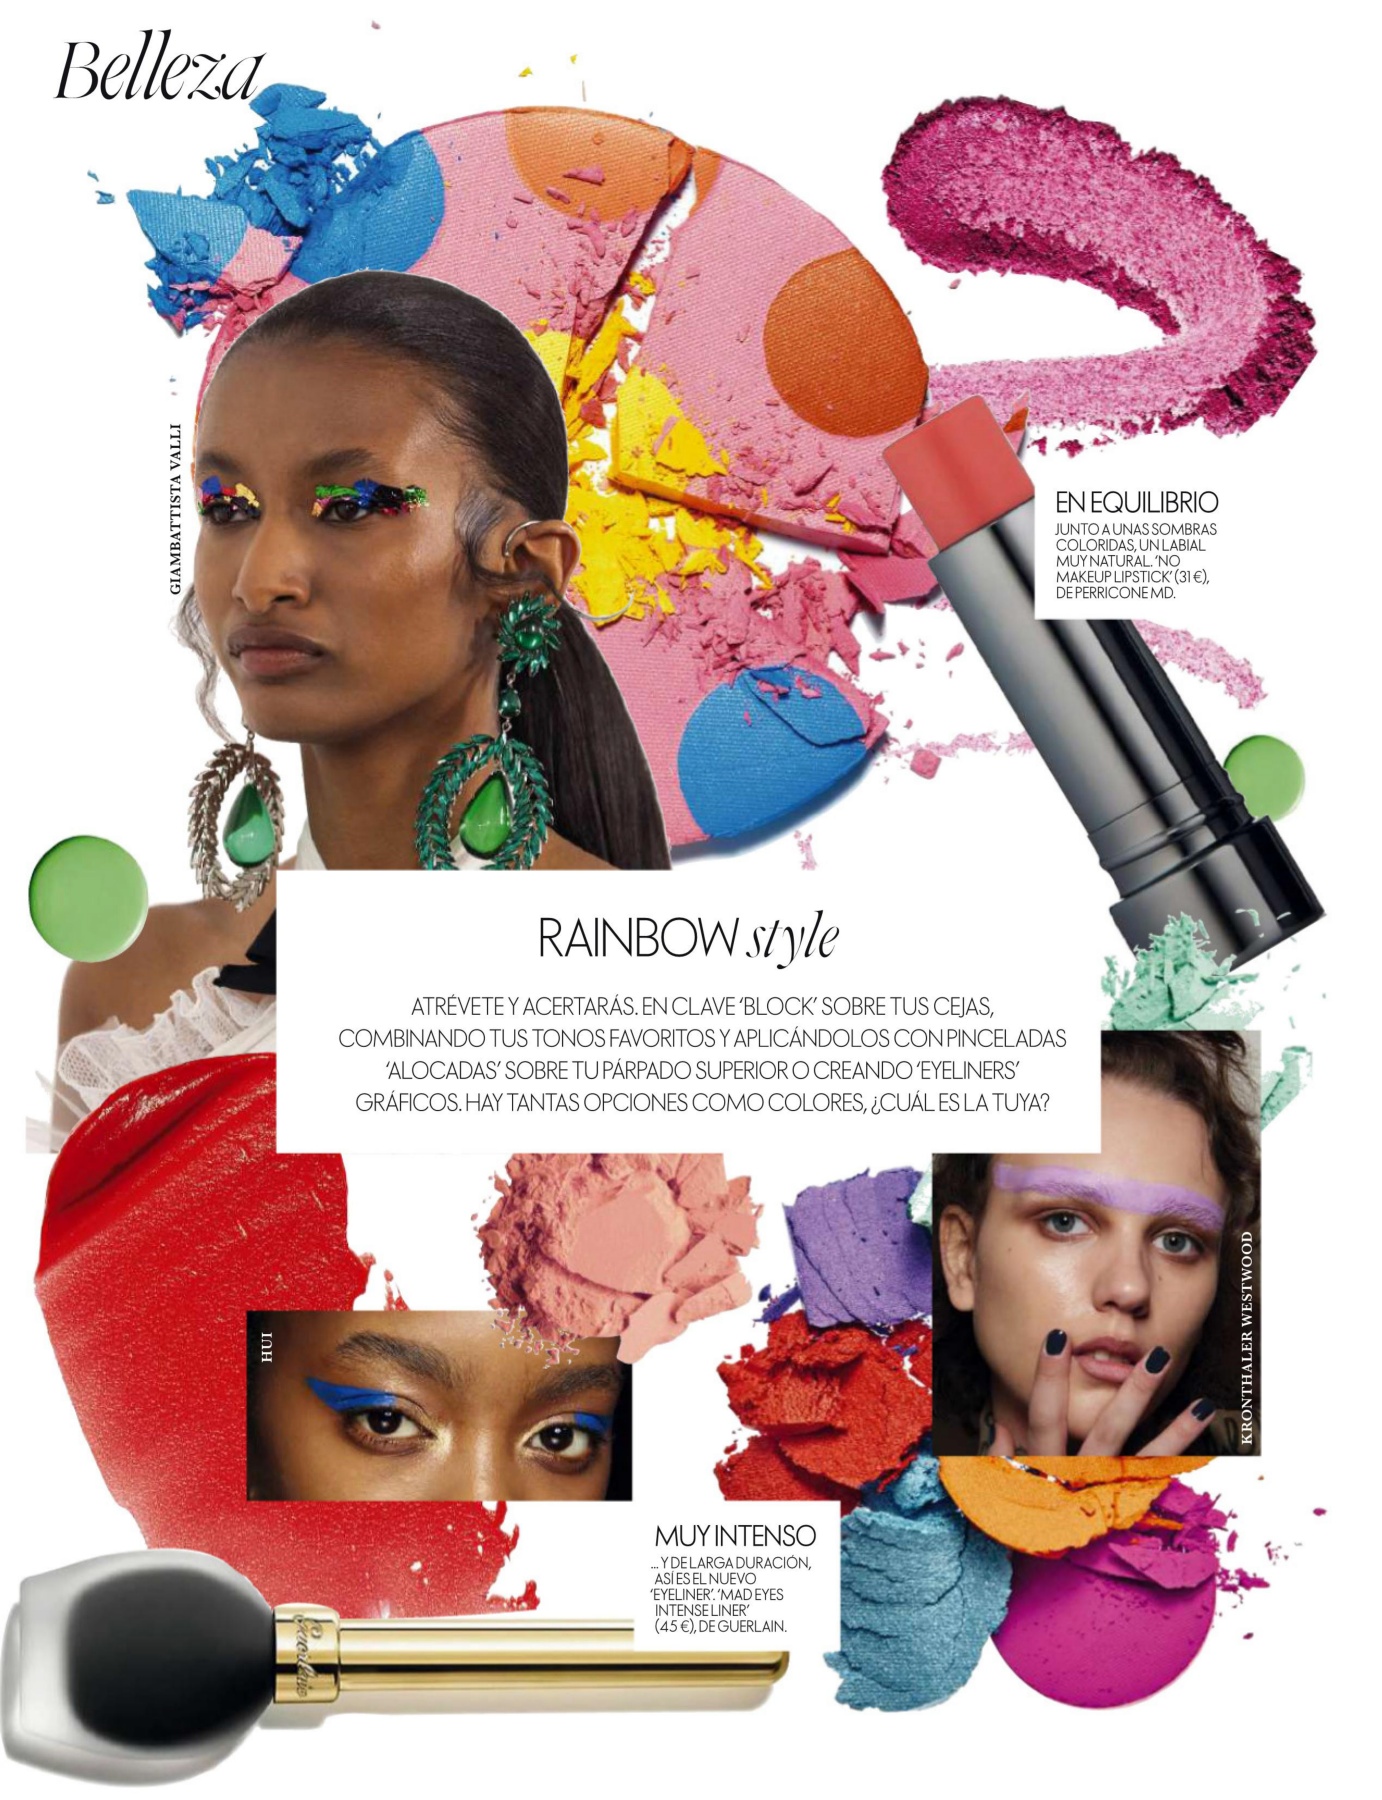 Belleza
GIAMBATTISTA VALLI
EN EQUILIBRIO
JUNTO A UNAS SOMBRAS
COLORIDAS, UN LABIAL
MUY NATURAL. ‘NO
MAKEUP LIPSTICK’ (31 €),
DE PERRICONE MD.
RAINBOW style
ATRÉVETE Y ACERTARÁS. EN CLAVE ‘BLOCK’ SOBRE TUS CEJAS,
COMBINANDO TUS TONOS FAVORITOS Y APLICÁNDOLOS CON PINCELADAS
‘ALOCADAS’ SOBRE TU PÁRPADO SUPERIOR O CREANDO ‘EYELINERS’
GRÁFICOS. HAY TANTAS OPCIONES COMO COLORES, ¿CUÁL ES LA TUYA?
KRONTHALER WESTWOOD
HUI
MUY INTENSO
... Y DE LARGA DURACIÓN,
ASÍ ES EL NUEVO
‘EYELINER’. ‘MAD EYES
INTENSE LINER’
(45 €), DE GUERLAIN.
Guerlain